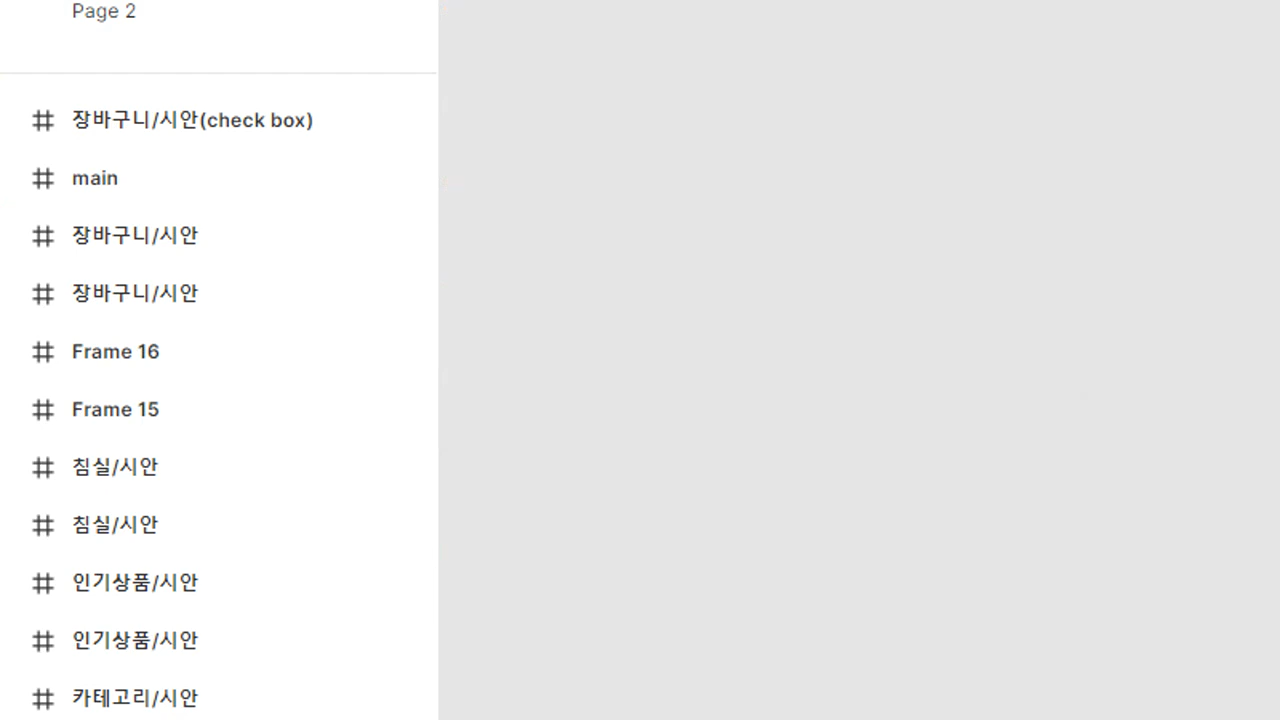 Page 2
장바구니/시안(check box)
main
장바구니/시안
장바구니/시안
Frame 16
Frame 15
침실/시안
침실/시안
인기상품/시안
인기상품/시안
카테고리/시안